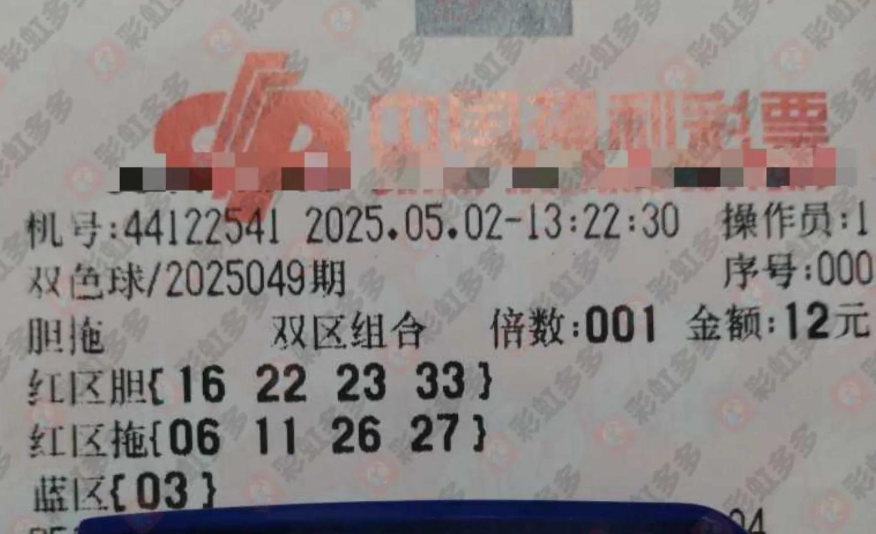 中国福利彩票
机号:44122541 2025.05.02-13:22:30 操作员:1
双色球/2025049期 序号:000
胆拖 双区组合 倍数:001 金额:12元
红区胆{16 22 23 33}
红区拖{06 11 26 27}
蓝区{03}
04
彩虹多多